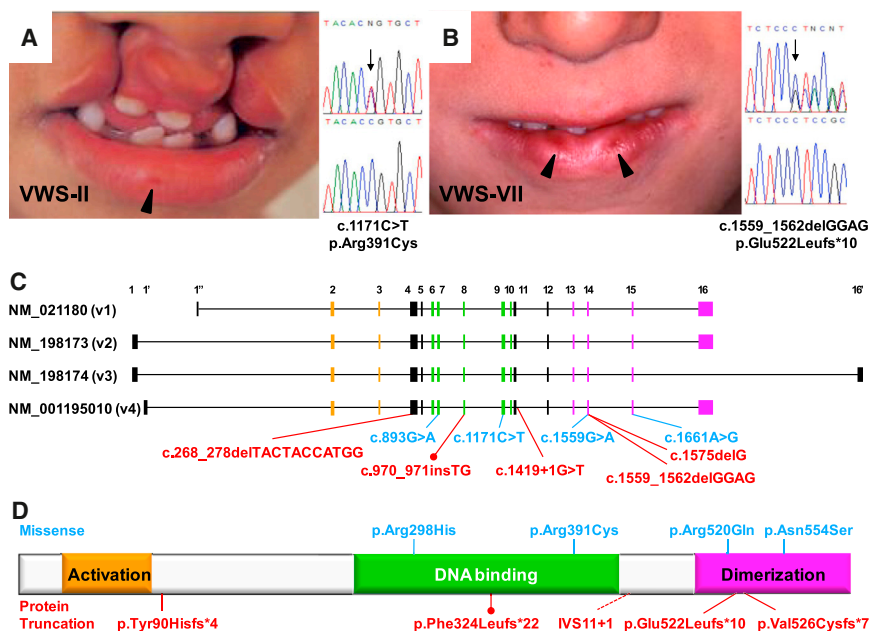 A
TACACNGTGCT
TACACCGTGCT
VWS-II
c.1171C>T
p.Arg391Cys
B
TCTCCCTNCNT
TCTCCCTCCGC
VWS-VII
c.1559_1562delGGAG
p.Glu522Leufs*10
C
1 1' 1'' 2 3 4 5 6 7 8 9 10 11 12 13 14 15 16 16'
NM_021180 (v1)
NM_198173 (v2)
NM_198174 (v3)
NM_001195010 (v4)
c.893G>A c.1171C>T c.1559G>A c.1661A>G
c.268_278delTACTACCATGG c.1575delG
c.970_971insTG c.1419+1G>T c.1559_1562delGGAG
D
Missense p.Arg298His p.Arg391Cys p.Arg520Gln p.Asn554Ser
Activation DNA binding Dimerization
Protein
Truncation p.Tyr90Hisfs*4 p.Phe324Leufs*22 IVS11+1 p.Glu522Leufs*10 p.Val526Cysfs*7